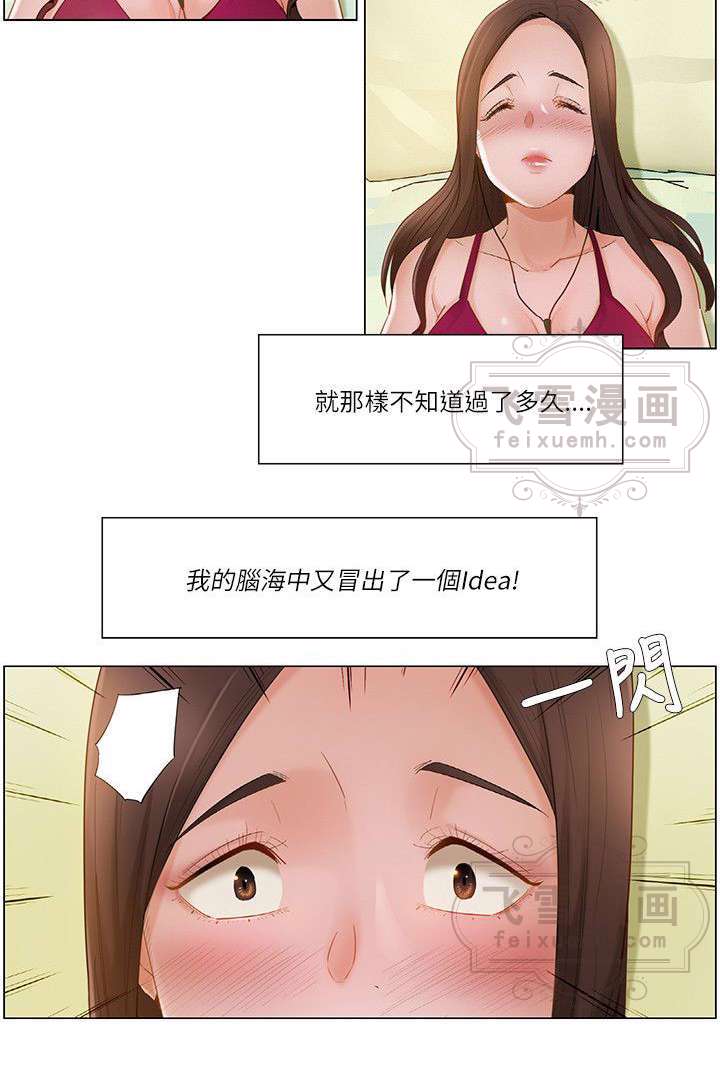 就那樣不知道過了多久....
飞雪漫画
feixuemh.com
我的腦海中又冒出了一個Idea!
一閃
飞雪漫画
feixuemh.com